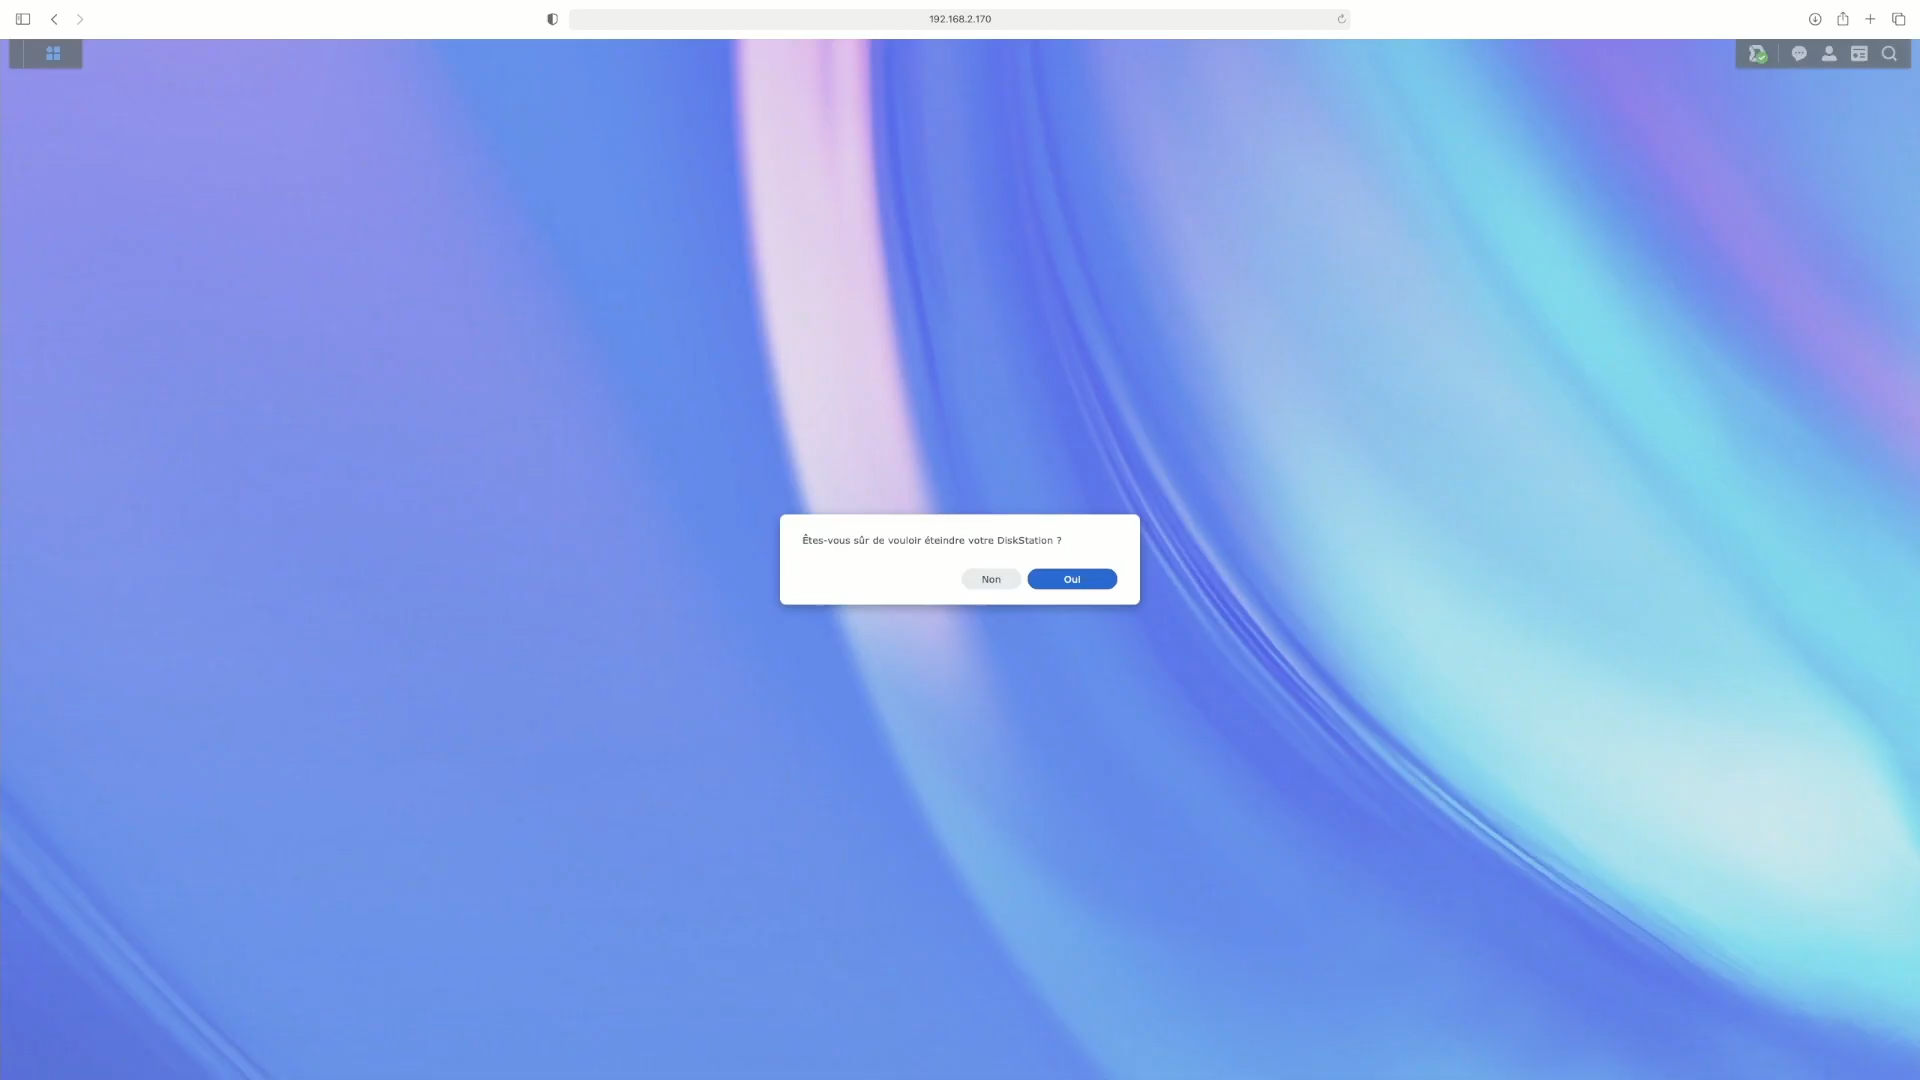 192.168.2.170
Êtes-vous sûr de vouloir éteindre votre DiskStation ?
Non
Oui